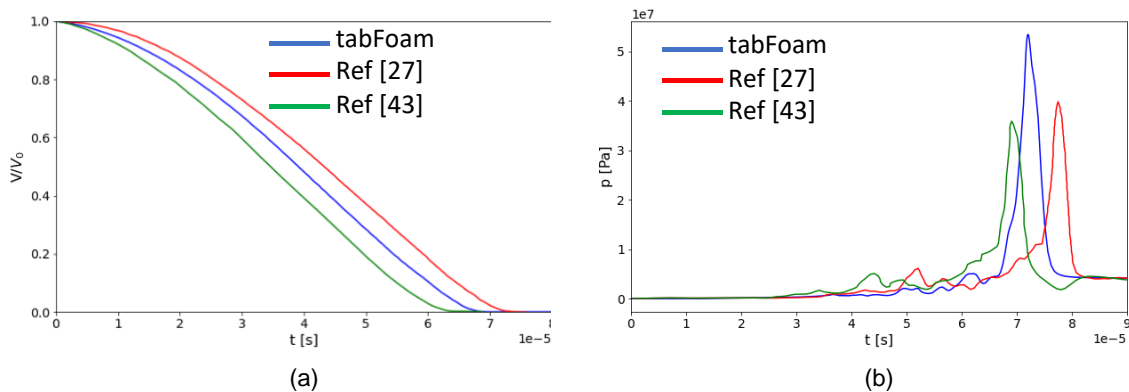 1e7
tabFoam
Ref [27]
Ref [43]
V/V₀
1.0
0.8
0.6
0.4
0.2
0.0
0 1 2 3 4 5 6 7 8
t [s]
1e−5
(a)
tabFoam
Ref [27]
Ref [43]
p [Pa]
5
4
3
2
1
0
0 1 2 3 4 5 6 7 8 9
t [s]
1e−5
(b)